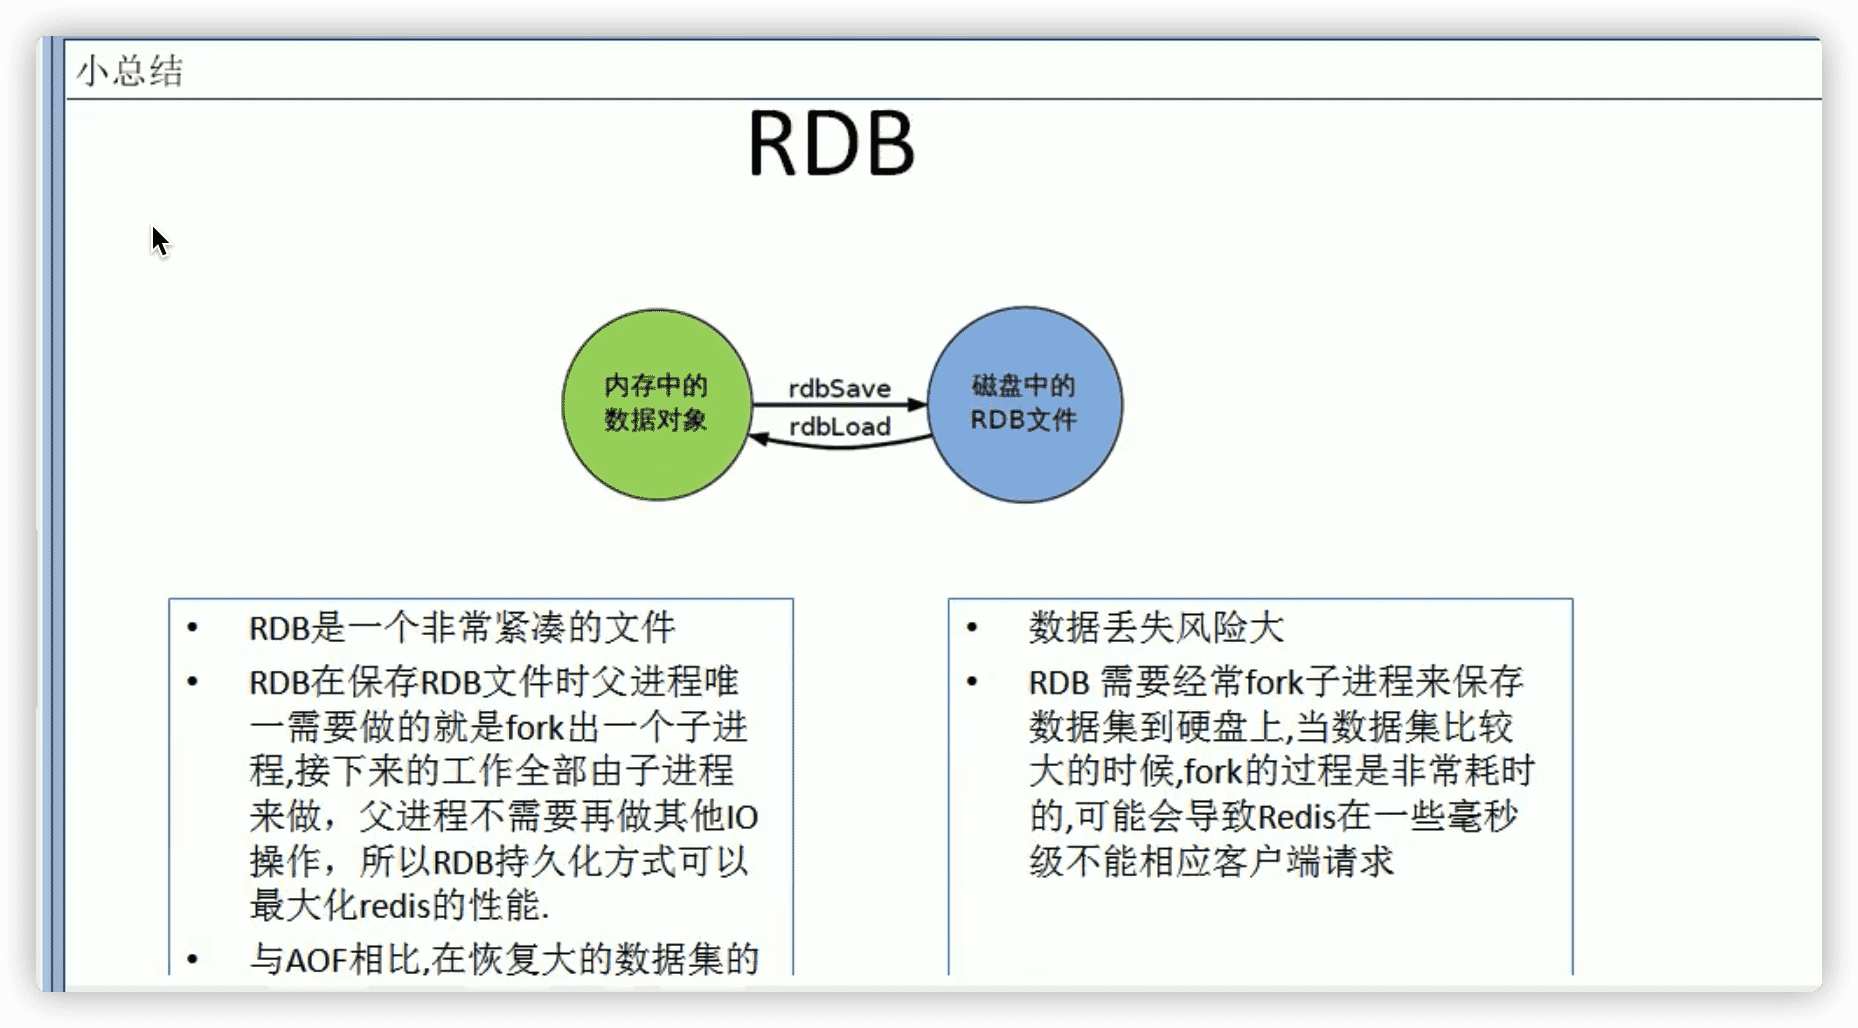 小总结
RDB
内存中的
数据对象
rdbSave
rdbLoad
磁盘中的
RDB文件
• RDB是一个非常紧凑的文件
• RDB在保存RDB文件时父进程唯
一需要做的就是fork出一个子进
程,接下来的工作全部由子进程
来做，父进程不需要再做其他IO
操作，所以RDB持久化方式可以
最大化redis的性能.
• 与AOF相比,在恢复大的数据集的
• 数据丢失风险大
• RDB 需要经常fork子进程来保存
数据集到硬盘上,当数据集比较
大的时候,fork的过程是非常耗时
的,可能会导致Redis在一些毫秒
级不能相应客户端请求